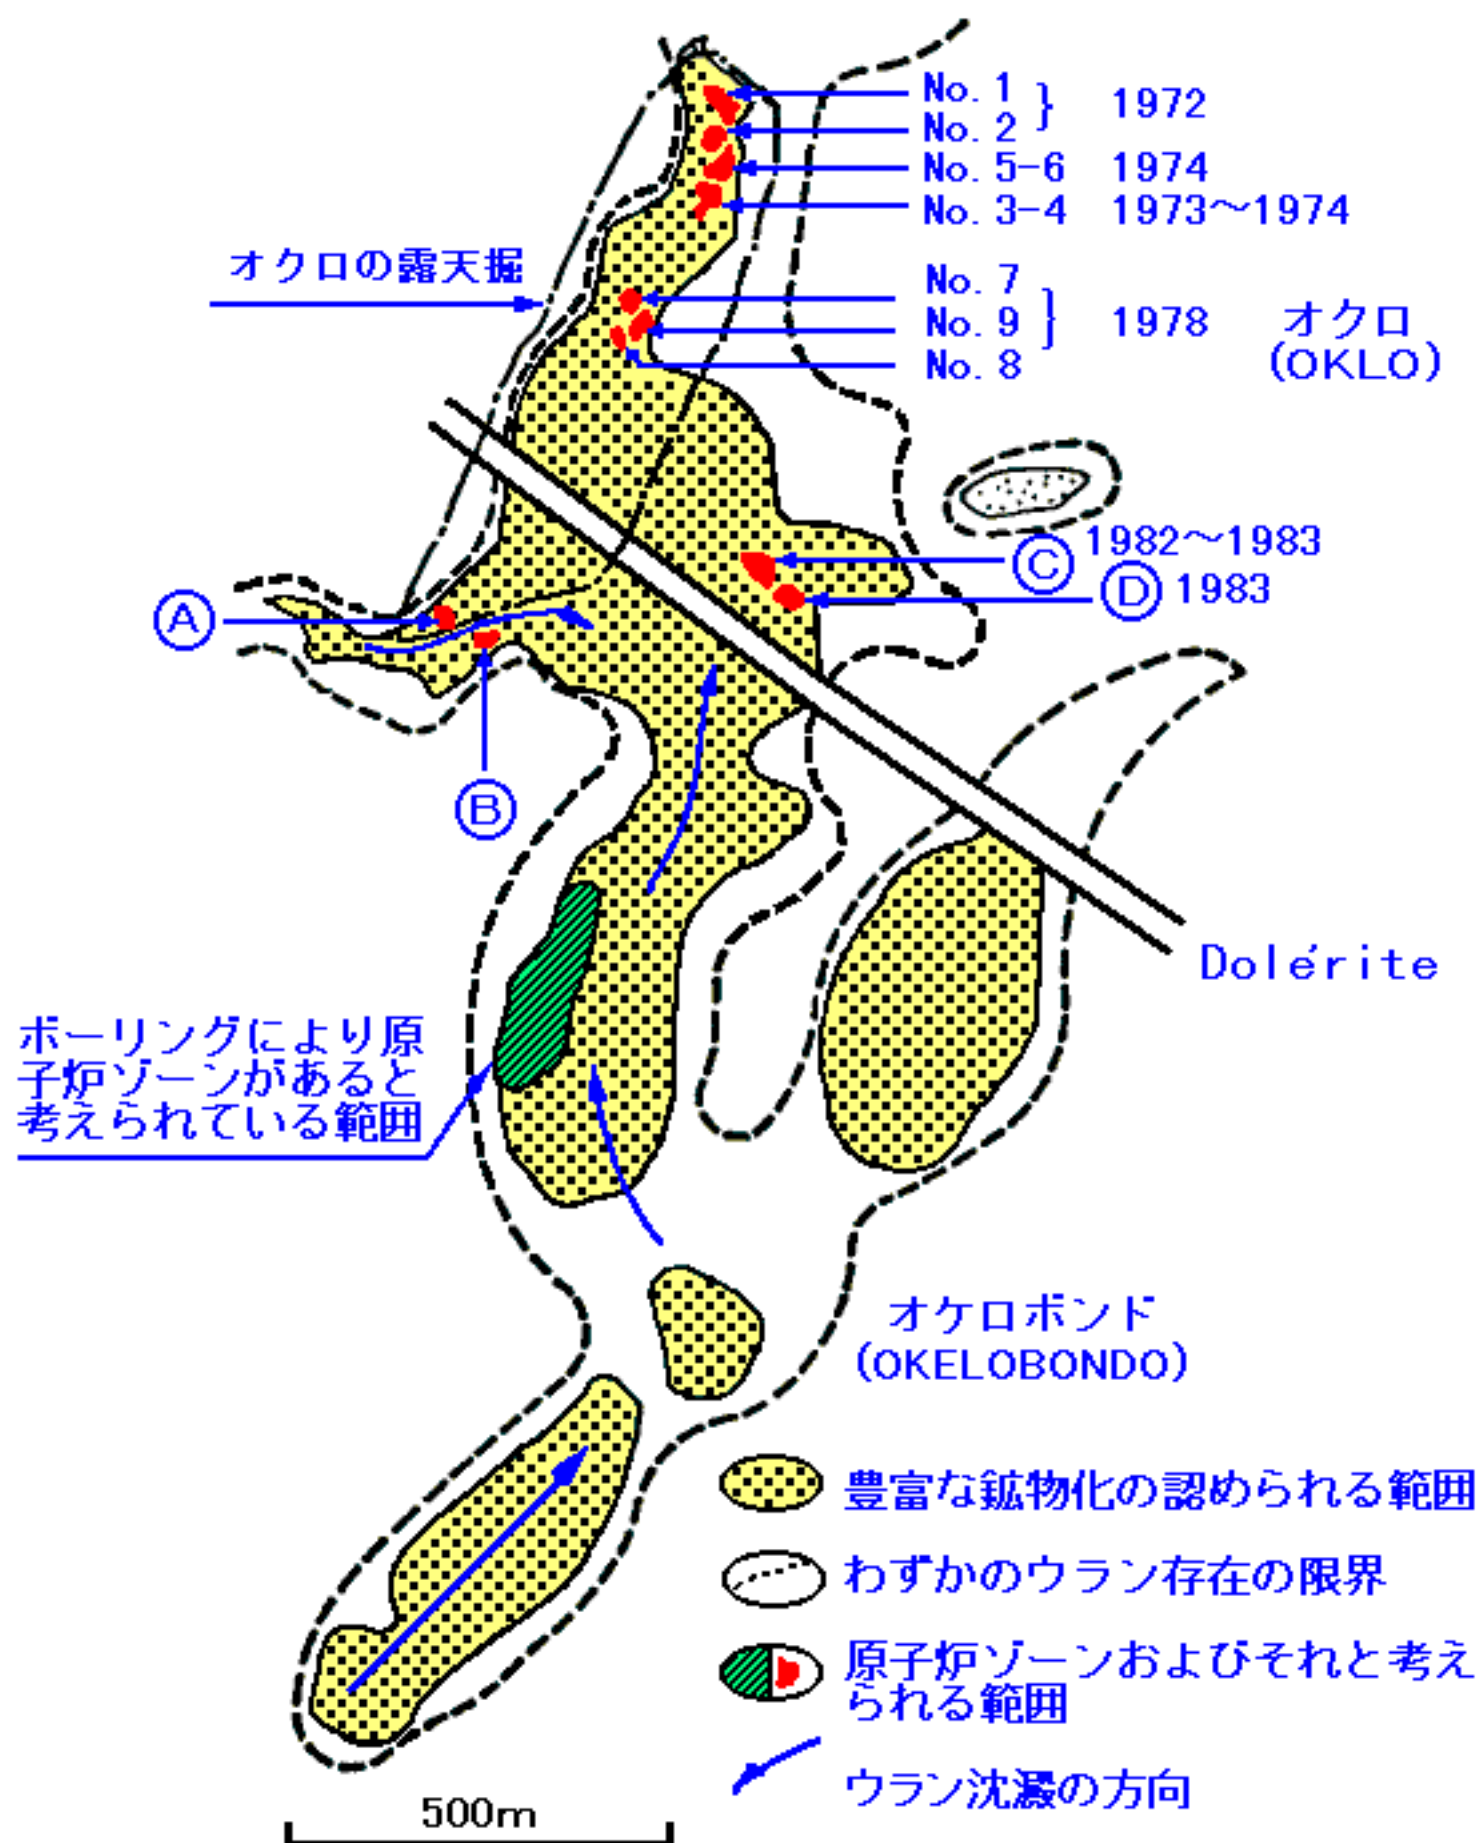 No. 1
No. 2
} 1972
No. 5-6 1974
No. 3-4 1973～1974
オクロの露天掘
No. 7
No. 9
No. 8
} 1978
オクロ
(OKLO)
Ⓒ 1982～1983
Ⓓ 1983
Ⓐ
Ⓑ
Dolérite
ボーリングにより原
子炉ゾーンがあると
考えられている範囲
オケロボンド
(OKELOBONDO)
豊富な鉱物化の認められる範囲
わずかのウラン存在の限界
原子炉ゾーンおよびそれと考え
られる範囲
ウラン沈澱の方向
500m